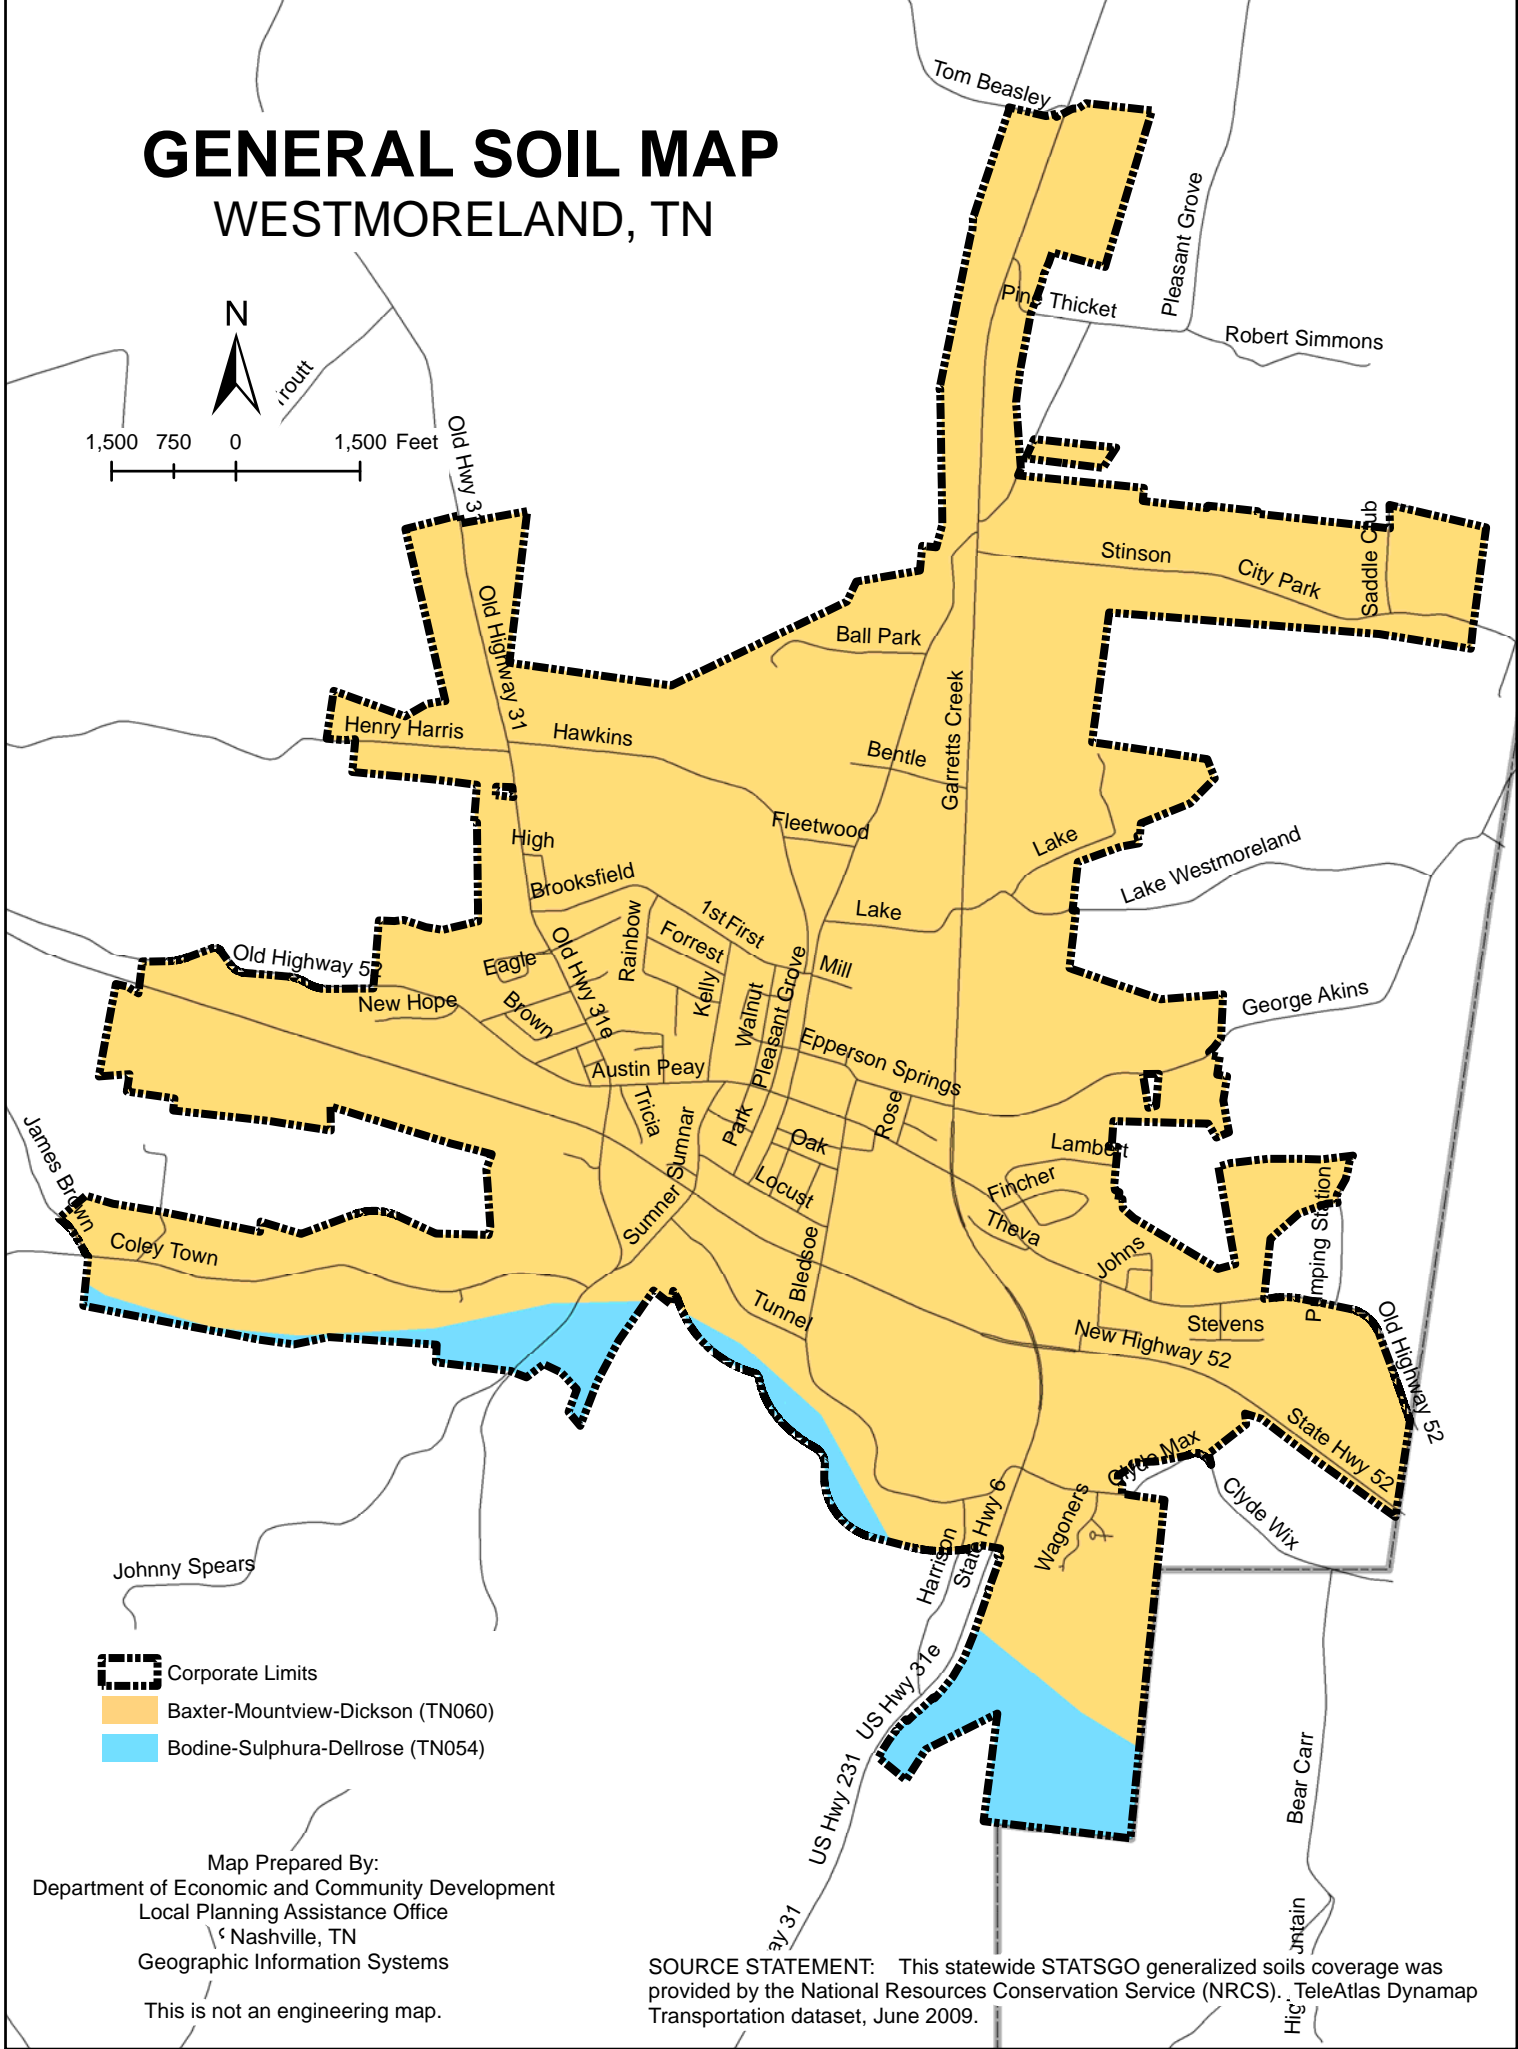 Tom Beasley
GENERAL SOIL MAP
WESTMORELAND, TN
Pleasant Grove
Pine Thicket
Robert Simmons
N
routt
1,500 750 0 1,500 Feet
Old Hwy 31
Saddle Club
Stinson
City Park
Old Highway 31
Ball Park
Henry Harris
Hawkins
Garretts Creek
Bentle
Fleetwood
High
Lake
Lake Westmoreland
Brooksfield
1st First
Lake
Rainbow
Forrest
Old Highway 52
Eagle
Old Hwy 31e
Mill
New Hope
Brown
Kelly
Walnut
Pleasant Grove
George Akins
Epperson Springs
Austin Peay
Tricia
Sumnar
Park
Rose
Oak
Lambert
James Brown
Locust
Fincher
Sumner
Theva
Pumping Station
Coley Town
Bledsoe
Johns
Tunnel
Stevens
New Highway 52
Old Highway 52
State Hwy 52
Clyde Max
Clyde Wix
Wagoners
State Hwy 6
Harrison
Johnny Spears
US Hwy 31e
Corporate Limits
Baxter-Mountview-Dickson (TN060)
Bodine-Sulphura-Dellrose (TN054)
US Hwy 231
Bear Carr
Map Prepared By:
Department of Economic and Community Development
Local Planning Assistance Office
Nashville, TN
Geographic Information Systems
This is not an engineering map.
ay 31
SOURCE STATEMENT: This statewide STATSGO generalized soils coverage was
provided by the National Resources Conservation Service (NRCS). TeleAtlas Dynamap
Transportation dataset, June 2009.